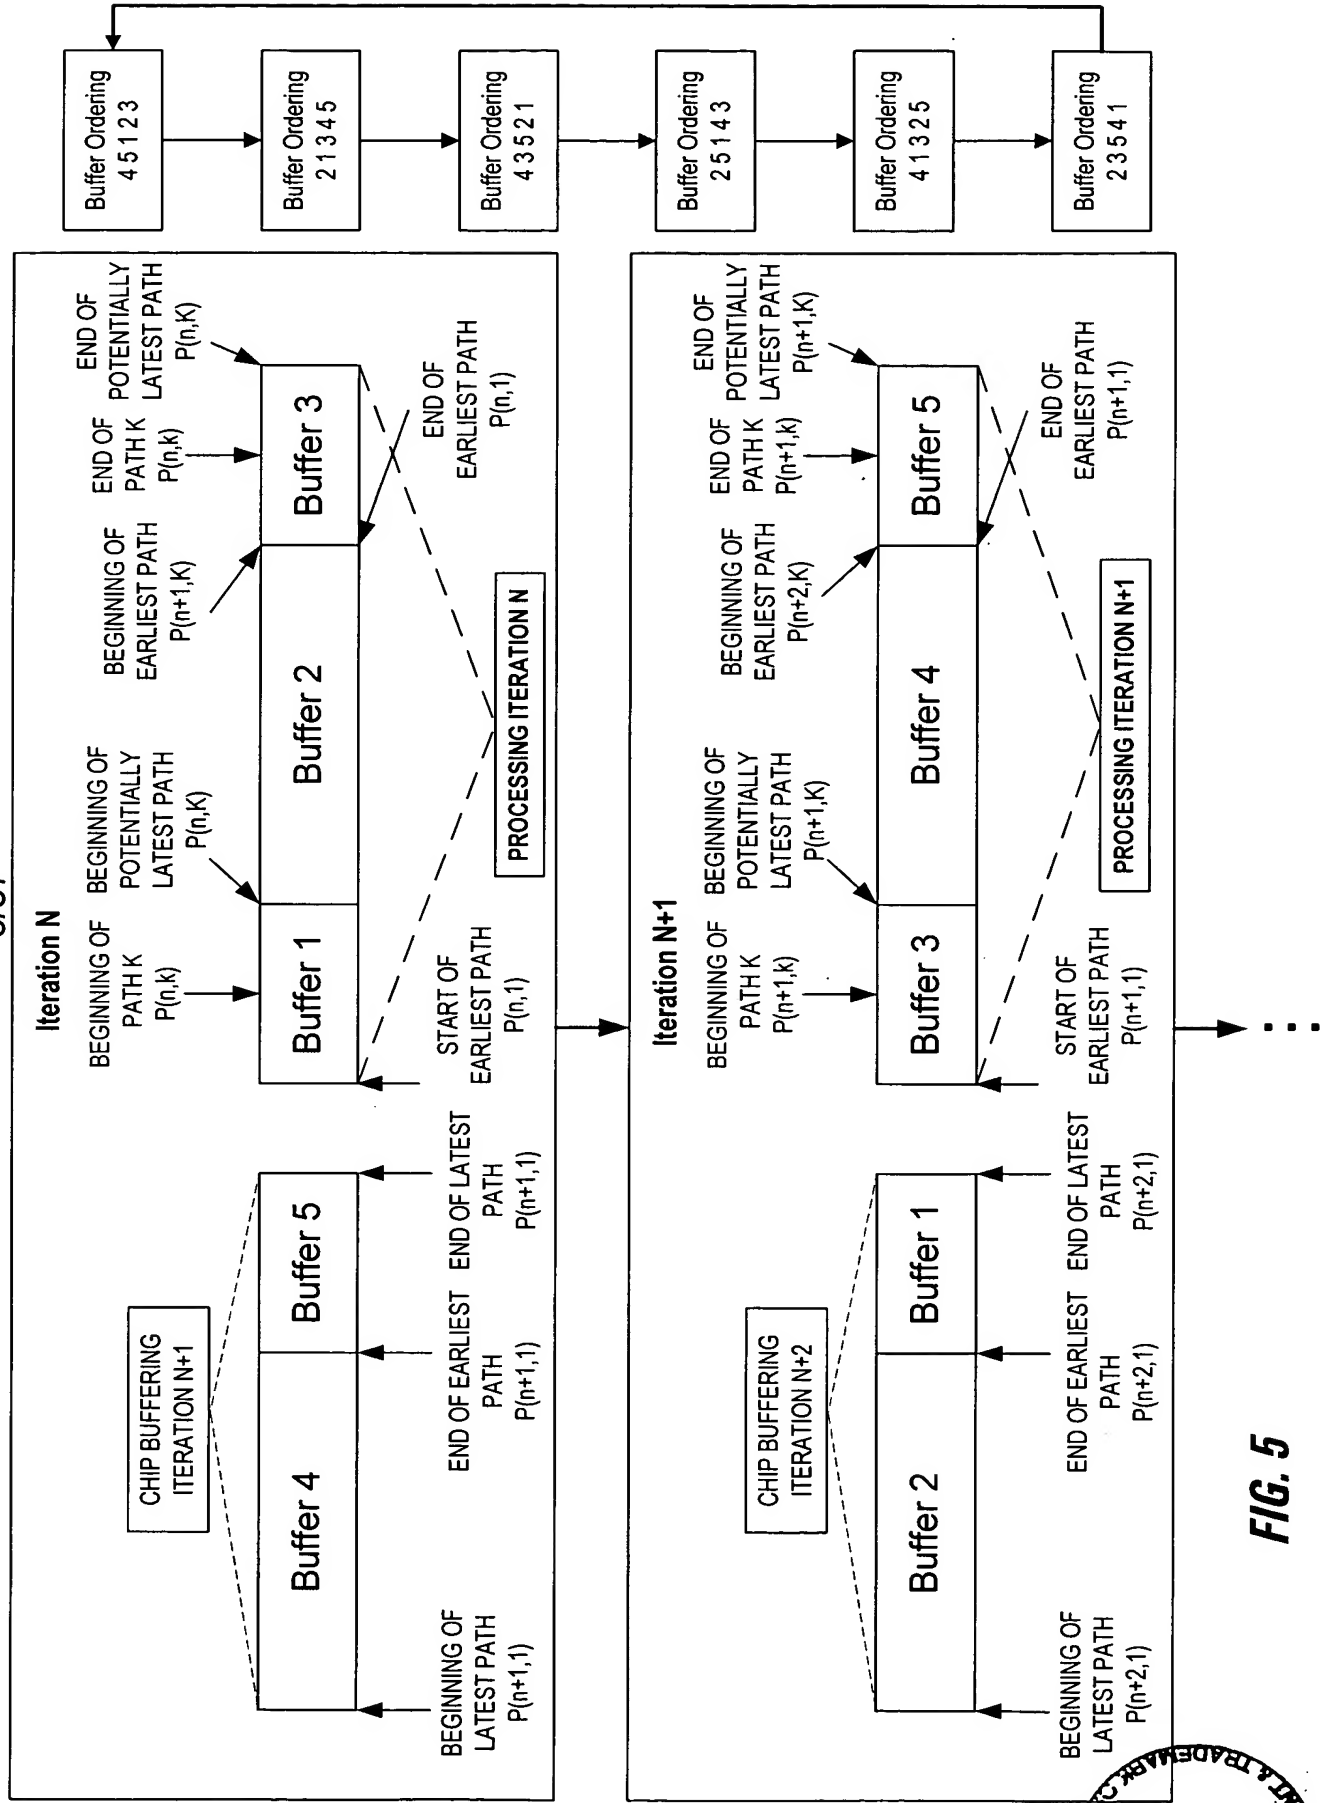 Iteration N
CHIP BUFFERING
ITERATION N+1
Buffer 4
Buffer 5
BEGINNING OF
LATEST PATH
P(n+1,1)
END OF EARLIEST
PATH
P(n+1,1)
END OF LATEST
PATH
P(n+1,1)
BEGINNING OF
PATH K
P(n,k)
BEGINNING OF
POTENTIALLY
LATEST PATH
P(n,K)
BEGINNING OF
EARLIEST PATH
P(n+1,K)
END OF
PATH K
P(n,k)
END OF
POTENTIALLY
LATEST PATH
P(n,K)
Buffer 1
Buffer 2
Buffer 3
START OF
EARLIEST PATH
P(n,1)
END OF
EARLIEST PATH
P(n,1)
PROCESSING ITERATION N
Iteration N+1
CHIP BUFFERING
ITERATION N+2
Buffer 2
Buffer 1
BEGINNING OF
LATEST PATH
P(n+2,1)
END OF EARLIEST
PATH
P(n+2,1)
END OF LATEST
PATH
P(n+2,1)
BEGINNING OF
PATH K
P(n+1,k)
BEGINNING OF
POTENTIALLY
LATEST PATH
P(n+1,K)
BEGINNING OF
EARLIEST PATH
P(n+2,K)
END OF
PATH K
P(n+1,k)
END OF
POTENTIALLY
LATEST PATH
P(n+1,K)
Buffer 3
Buffer 4
Buffer 5
START OF
EARLIEST PATH
P(n+1,1)
END OF
EARLIEST PATH
P(n+1,1)
PROCESSING ITERATION N+1
Buffer Ordering
4 5 1 2 3
Buffer Ordering
2 1 3 4 5
Buffer Ordering
4 3 5 2 1
Buffer Ordering
2 5 1 4 3
Buffer Ordering
4 1 3 2 5
Buffer Ordering
2 3 5 4 1
FIG. 5
& TRADEMARK